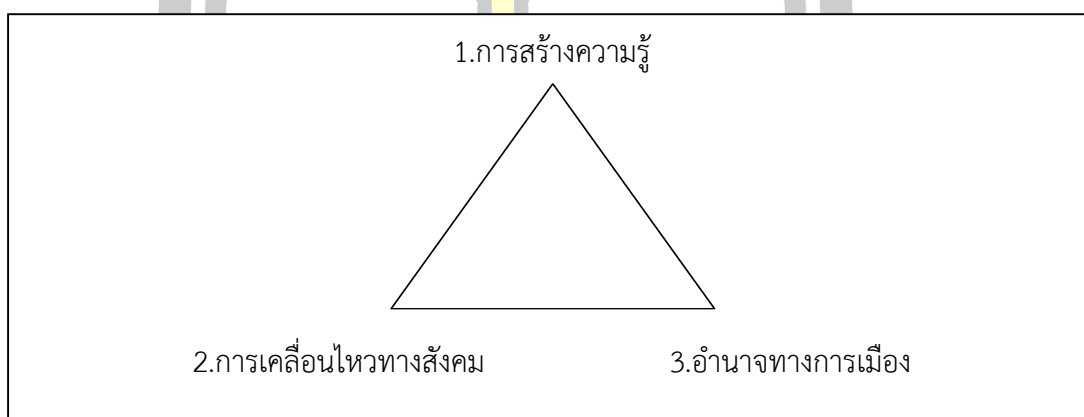 1.การสร้างความรู้
2.การเคลื่อนไหวทางสังคม 3.อำนาจทางการเมือง